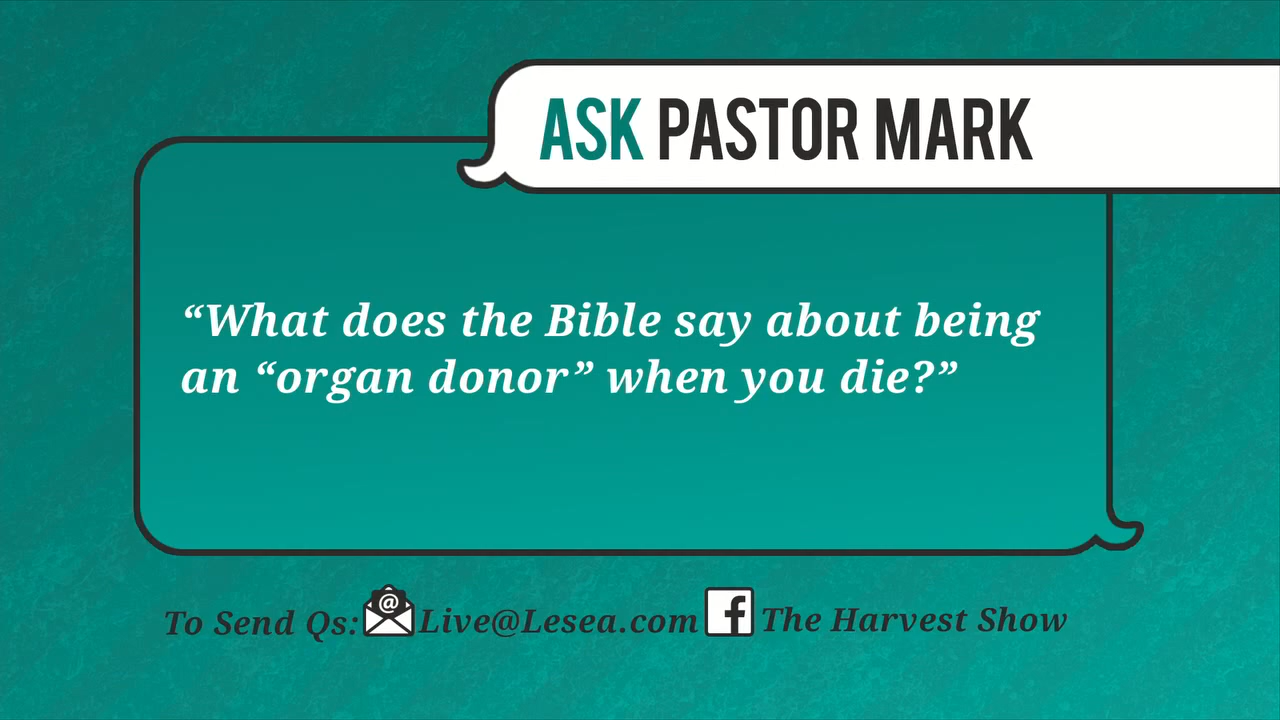 ASK PASTOR MARK
“What does the Bible say about being
an “organ donor” when you die?”
To Send Qs: @ Live@Lesea.com f The Harvest Show